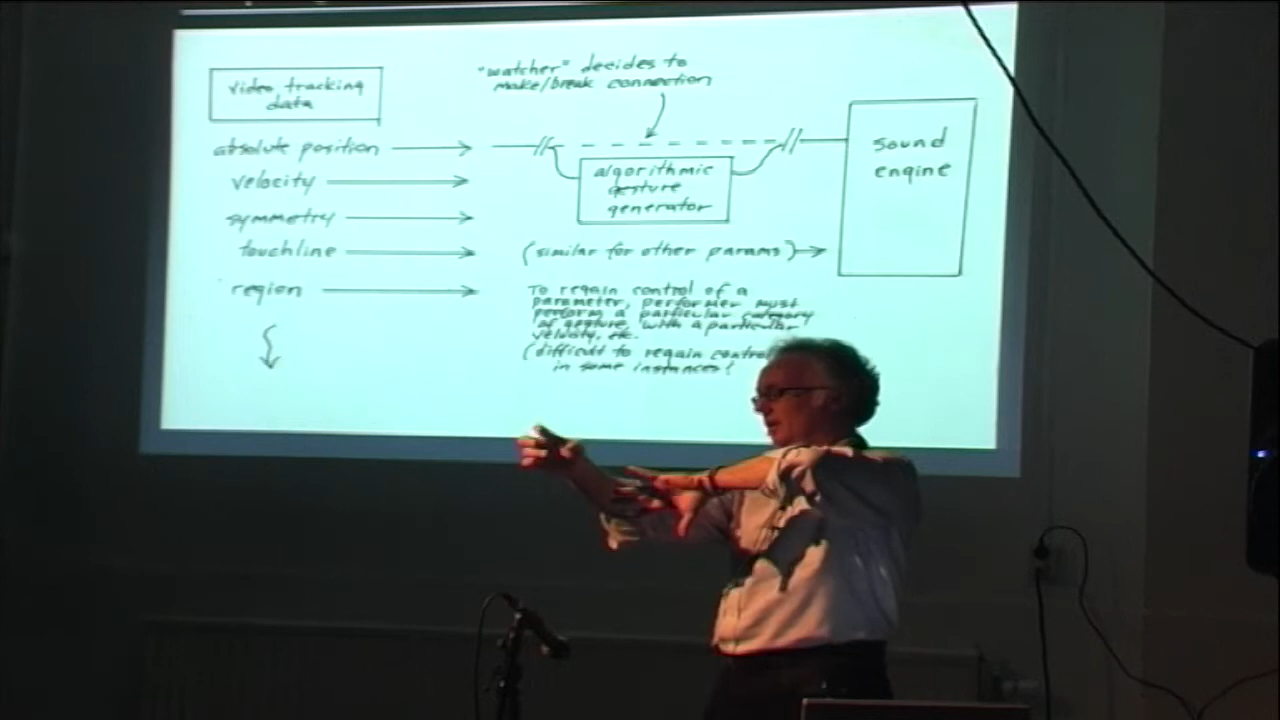 video tracking
data
"watcher" decides to
make/break connection
absolute position
velocity
symmetry
touchline
region
algorithmic
gesture
generator
sound
engine
(similar for other params)
To regain control of a
parameter, performer must
perform a particular category
of gesture, with a particular
velocity, etc.
(difficult to regain control
in some instances!